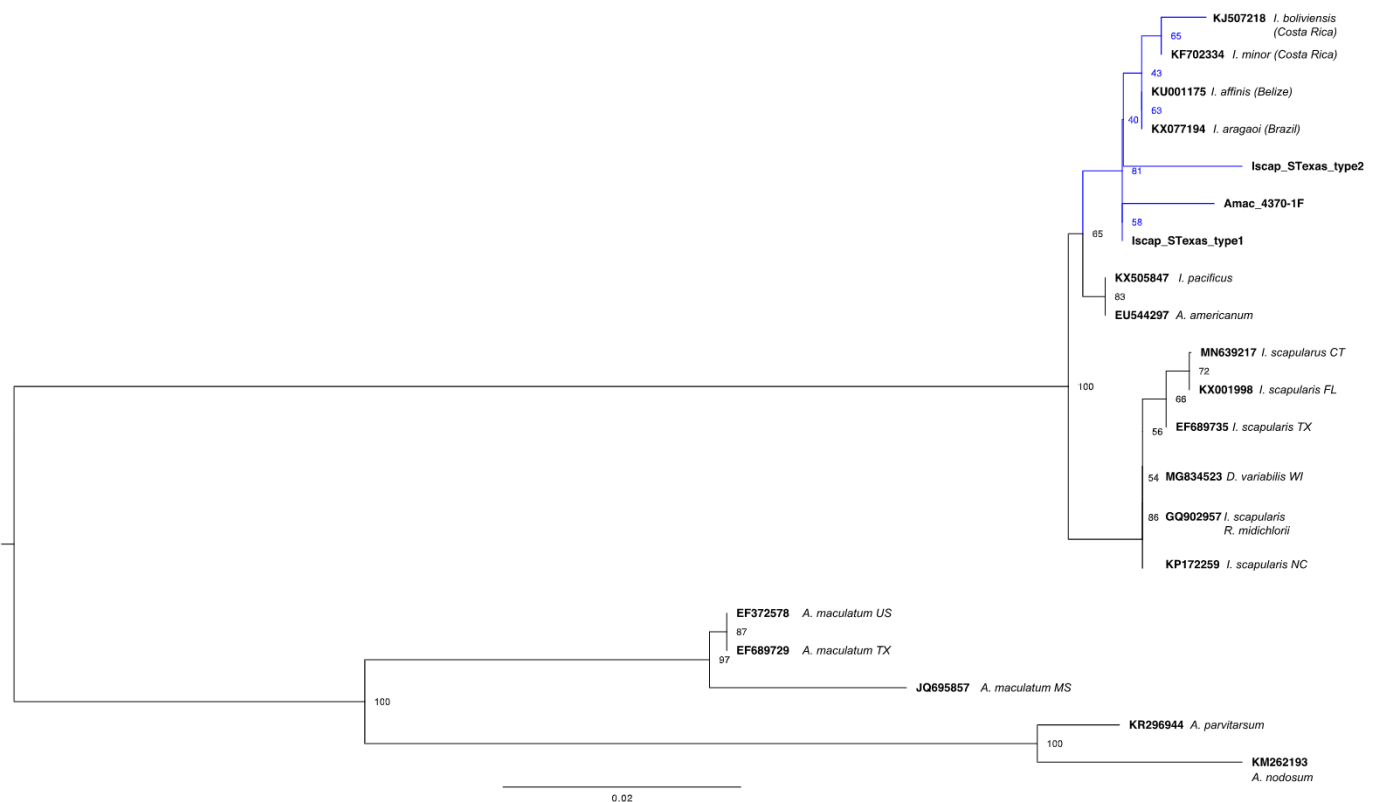 KJ507218 I. boliviensis
(Costa Rica)
65
KF702334 I. minor (Costa Rica)
43
KU001175 I. affinis (Belize)
63
40
KX077194 I. aragaoi (Brazil)
Iscap_STexas_type2
81
Amac_4370-1F
58
65
Iscap_STexas_type1
KX505847 I. pacificus
83
EU544297 A. americanum
MN639217 I. scapularus CT
72
100
KX001998 I. scapularis FL
66
EF689735 I. scapularis TX
56
54 MG834523 D. variabilis WI
86 GQ902957 I. scapularis
R. midichlorii
KP172259 I. scapularis NC
EF372578 A. maculatum US
87
EF689729 A. maculatum TX
97
JQ695857 A. maculatum MS
100
KR296944 A. parvitarsum
100
KM262193
A. nodosum
0.02